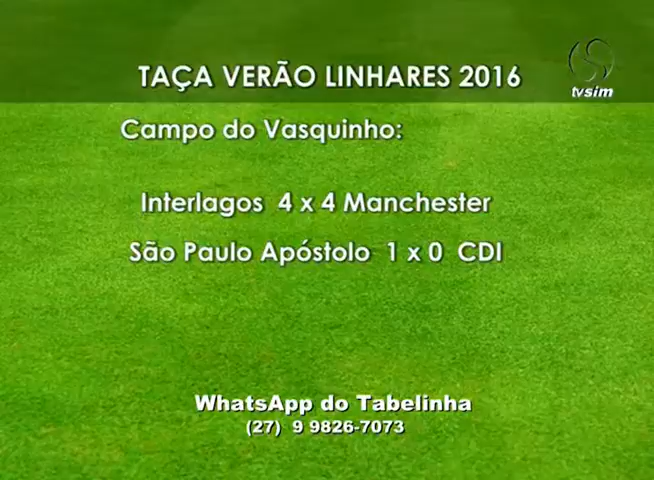 TAÇA VERÃO LINHARES 2016
tvsim
Campo do Vasquinho:
Interlagos 4 x 4 Manchester
São Paulo Apóstolo 1 x 0 CDI
WhatsApp do Tabelinha
(27) 9 9826-7073